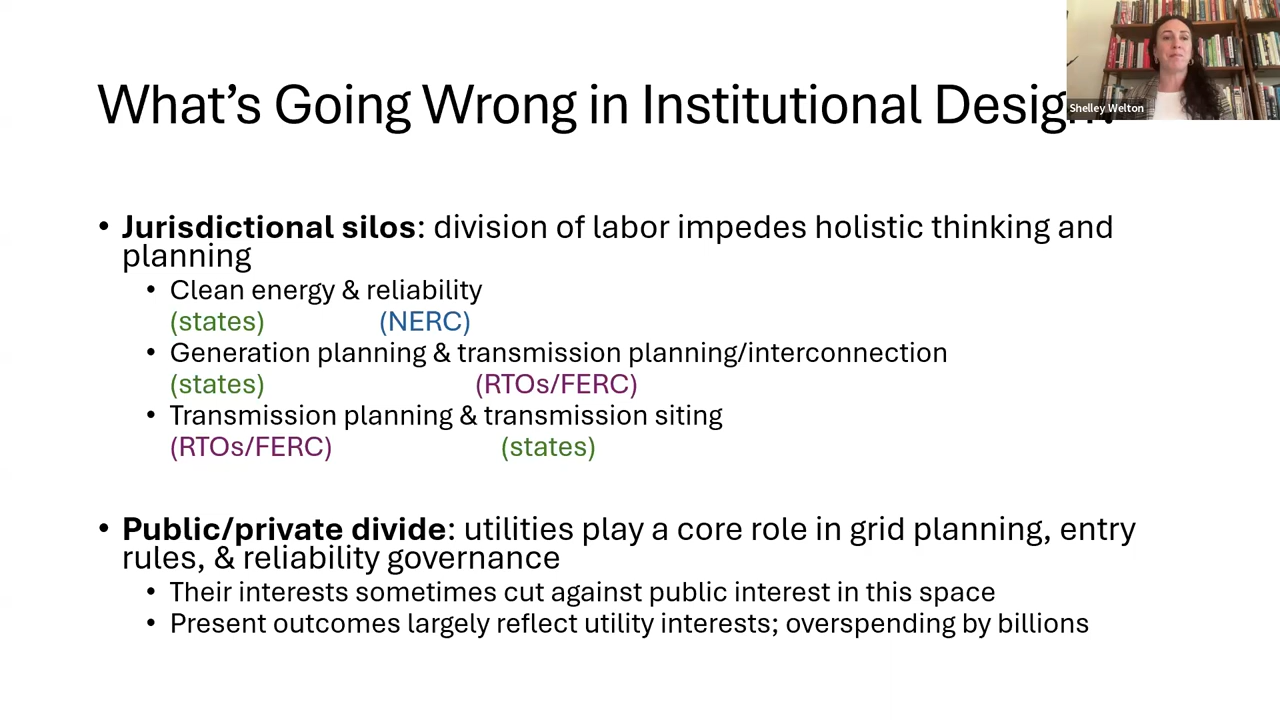 What's Going Wrong in Institutional Design?
Shelley Welton
• Jurisdictional silos: division of labor impedes holistic thinking and
planning
• Clean energy & reliability
(states) (NERC)
• Generation planning & transmission planning/interconnection
(states) (RTOs/FERC)
• Transmission planning & transmission siting
(RTOs/FERC) (states)
• Public/private divide: utilities play a core role in grid planning, entry
rules, & reliability governance
• Their interests sometimes cut against public interest in this space
• Present outcomes largely reflect utility interests; overspending by billions